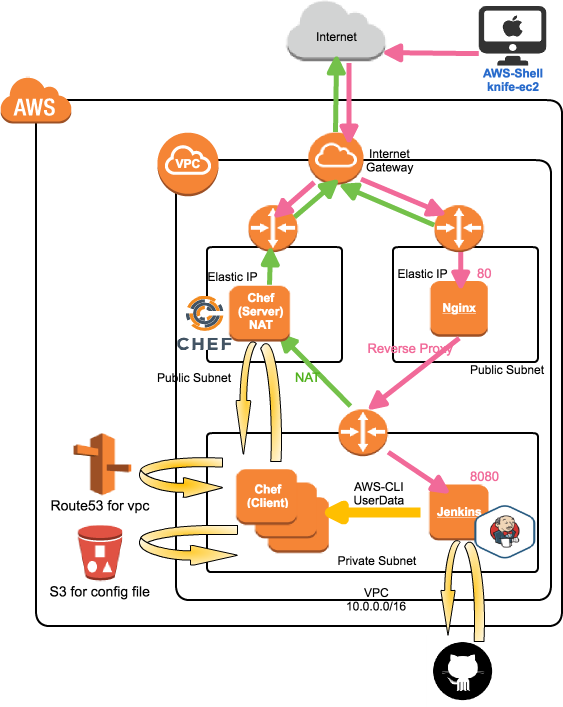 Internet
AWS-Shell
knife-ec2
AWS
VPC
Internet
Gateway
Elastic IP
Elastic IP
80
Chef
(Server)
NAT
Nginx
CHEF
Reverse Proxy
Public Subnet
Public Subnet
NAT
8080
AWS-CLI
UserData
Chef
(Client)
Jenkins
Route53 for vpc
Private Subnet
S3 for config file
VPC
10.0.0.0/16